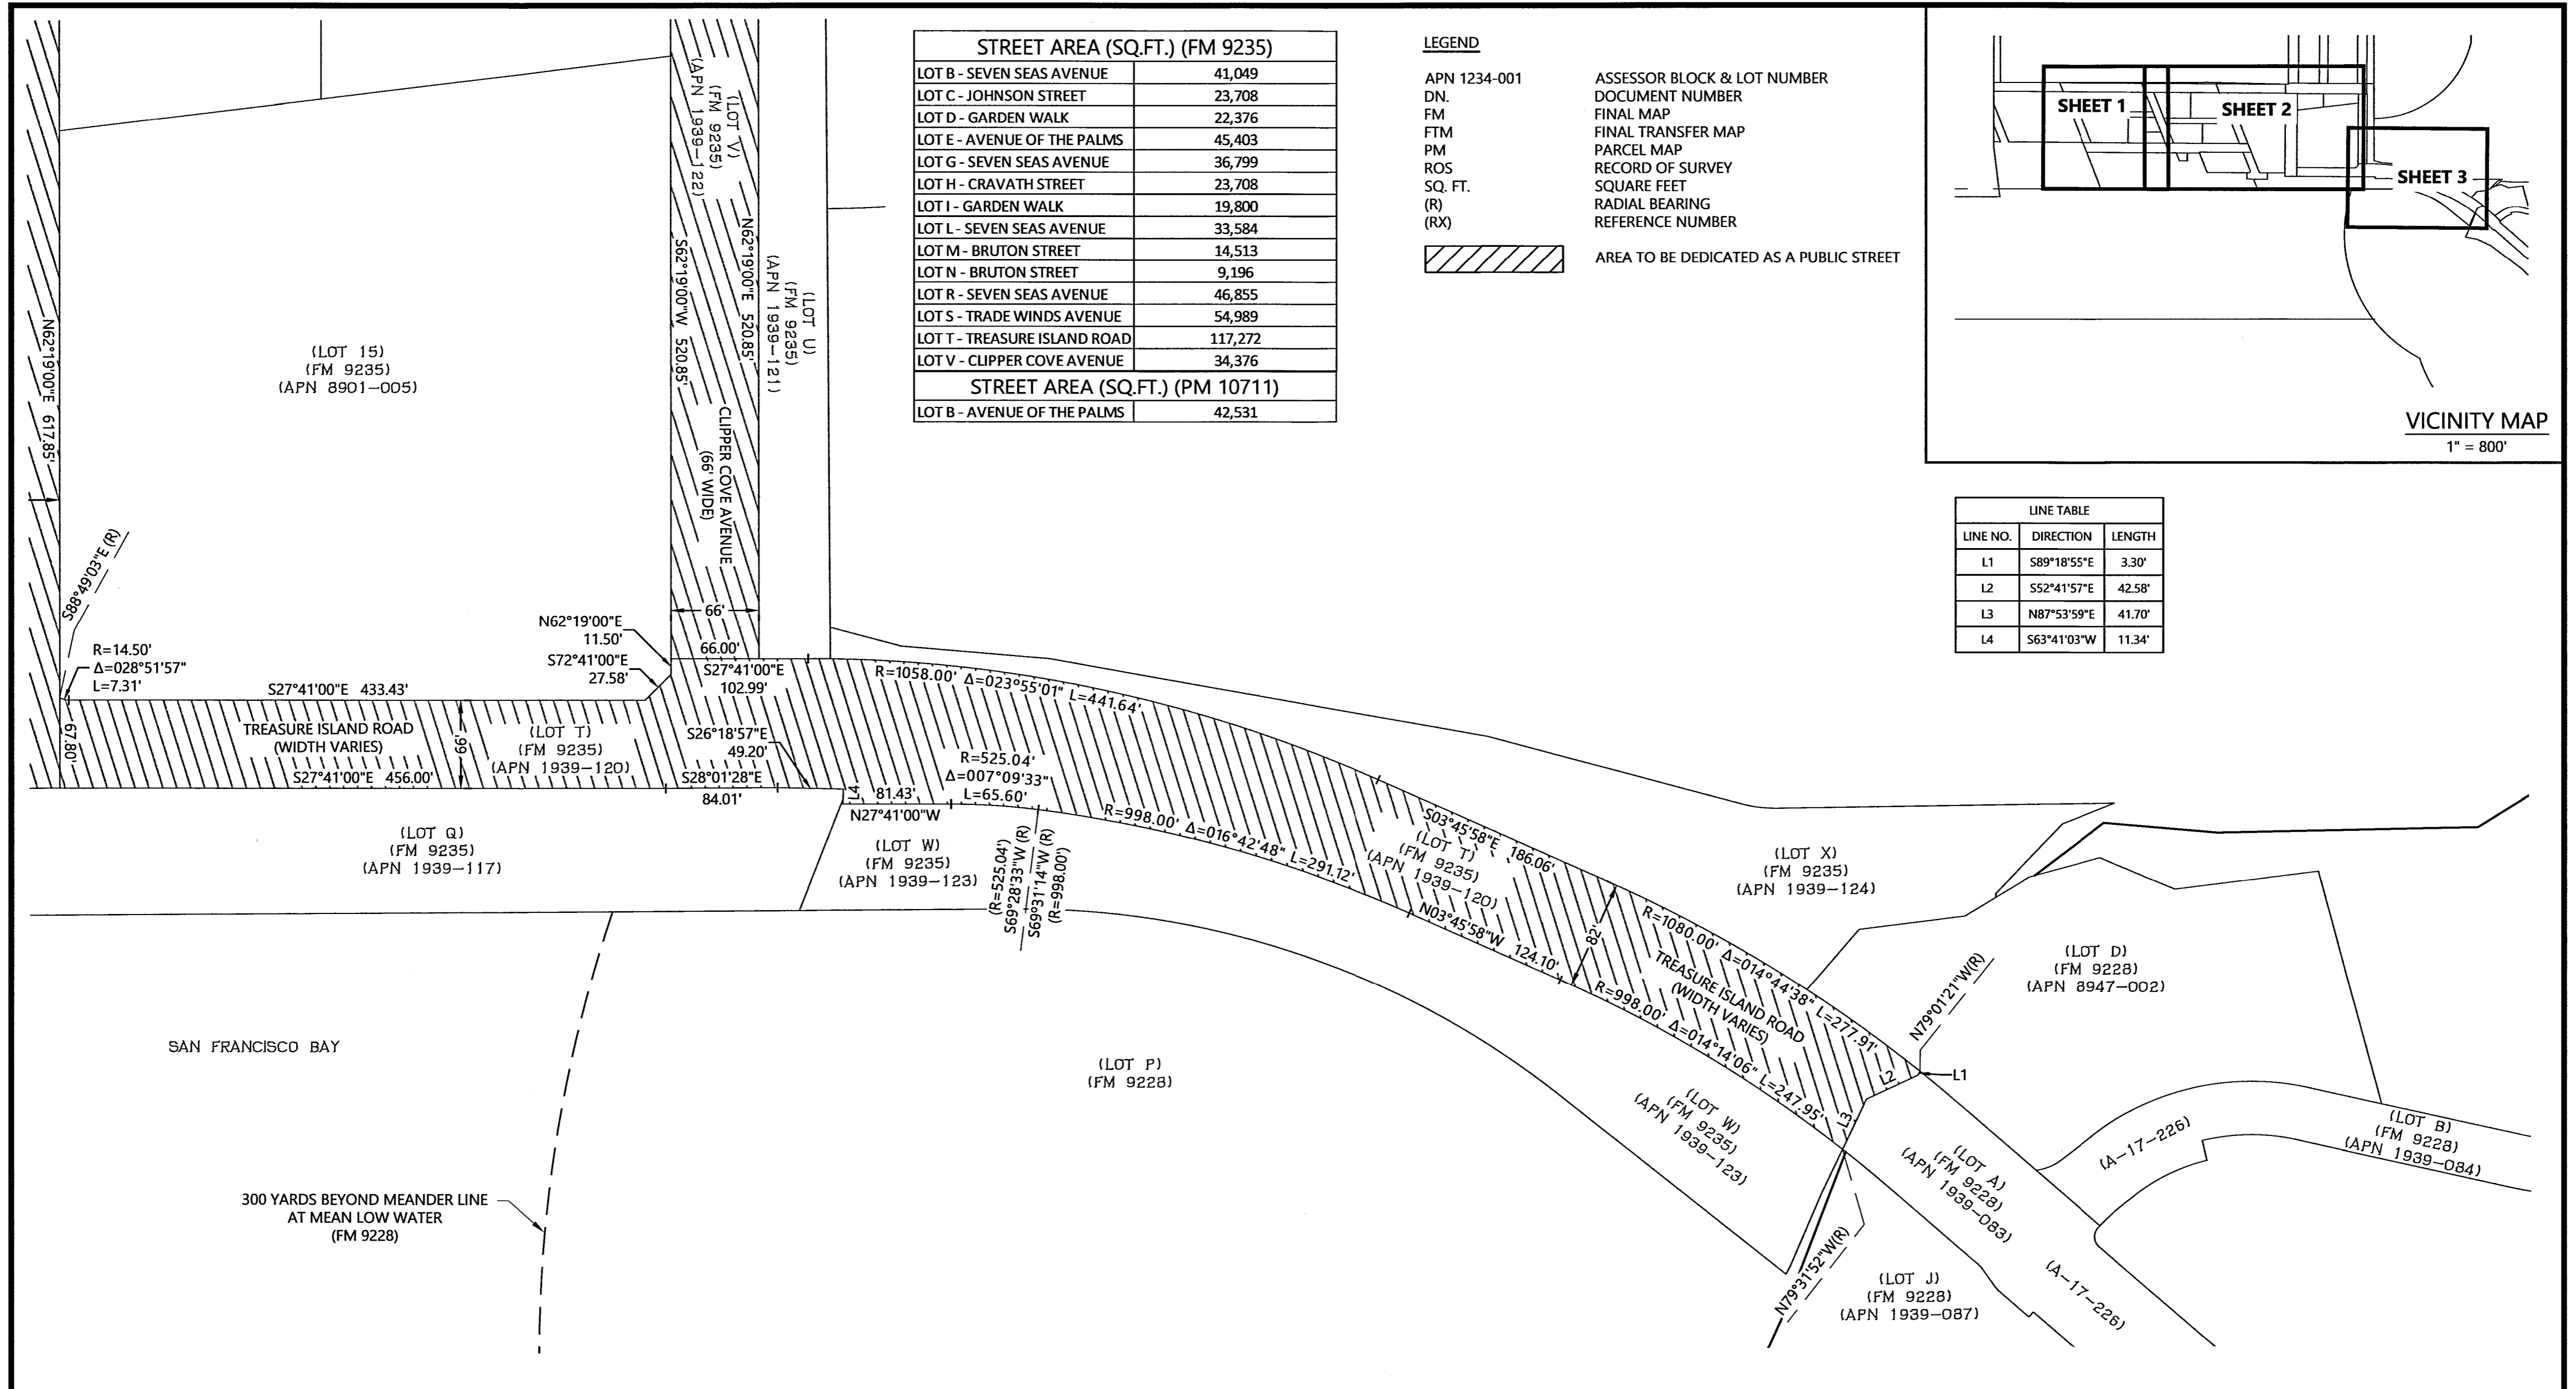 STREET AREA (SQ.FT.) (FM 9235)
LOT B - SEVEN SEAS AVENUE 41,049
LOT C - JOHNSON STREET 23,708
LOT D - GARDEN WALK 22,376
LOT E - AVENUE OF THE PALMS 45,403
LOT G - SEVEN SEAS AVENUE 36,799
LOT H - CRAVATH STREET 23,708
LOT I - GARDEN WALK 19,800
LOT L - SEVEN SEAS AVENUE 33,584
LOT M - BRUTON STREET 14,513
LOT N - BRUTON STREET 9,196
LOT R - SEVEN SEAS AVENUE 46,855
LOT S - TRADE WINDS AVENUE 54,989
LOT T - TREASURE ISLAND ROAD 117,272
LOT V - CLIPPER COVE AVENUE 34,376
STREET AREA (SQ.FT.) (PM 10711)
LOT B - AVENUE OF THE PALMS 42,531
LEGEND
APN 1234-001 ASSESSOR BLOCK & LOT NUMBER
DN. DOCUMENT NUMBER
FM FINAL MAP
FTM FINAL TRANSFER MAP
PM PARCEL MAP
ROS RECORD OF SURVEY
SQ. FT. SQUARE FEET
(R) RADIAL BEARING
(RX) REFERENCE NUMBER
AREA TO BE DEDICATED AS A PUBLIC STREET
SHEET 1
SHEET 2
SHEET 3
VICINITY MAP
1" = 800'
LINE TABLE
LINE NO. DIRECTION LENGTH
L1 S89°18'55"E 3.30'
L2 S52°41'57"E 42.58'
L3 N87°53'59"E 41.70'
L4 S63°41'03"W 11.34'
(LOT V)
(FM 9235)
(APN 1939-122)
N62°19'00"E 520.85'
S62°19'00"W 520.85'
(LOT U)
(FM 9235)
(APN 1939-121)
CLIPPER COVE AVENUE
(66' WIDE)
N62°19'00"E 617.85'
(LOT 15)
(FM 9235)
(APN 8901-005)
S88°49'03"E (R)
R=14.50'
Δ=028°51'57"
L=7.31'
S27°41'00"E 433.43'
N62°19'00"E
11.50'
S72°41'00"E
27.58'
66'
66.00'
S27°41'00"E
102.99'
67.80'
TREASURE ISLAND ROAD
(WIDTH VARIES)
66'
(LOT T)
(FM 9235)
(APN 1939-120)
S27°41'00"E 456.00'
S26°18'57"E
49.20'
S28°01'28"E
84.01'
L4
81.43'
N27°41'00"W
R=1058.00' Δ=023°55'01" L=441.64'
R=525.04'
Δ=007°09'33"
L=65.60'
R=998.00' Δ=016°42'48" L=291.12'
(R=525.04')
S69°28'33"W (R)
S69°31'14"W (R)
(R=998.00')
(LOT Q)
(FM 9235)
(APN 1939-117)
(LOT W)
(FM 9235)
(APN 1939-123)
S03°45'58"E 186.06'
(LOT T)
(FM 9235)
(APN 1939-120)
N03°45'58"W 124.10'
82'
R=1080.00' Δ=014°44'38" L=277.91'
TREASURE ISLAND ROAD
(WIDTH VARIES)
R=998.00' Δ=014°14'06" L=247.95'
(LOT X)
(FM 9235)
(APN 1939-124)
(LOT D)
(FM 9228)
(APN 8947-002)
N79°01'21"W(R)
L1
L2
L3
SAN FRANCISCO BAY
(LOT P)
(FM 9228)
(LOT W)
(FM 9235)
(APN 1939-123)
(LOT A)
(FM 9228)
(APN 1939-083)
(A-17-226)
(LOT B)
(FM 9228)
(APN 1939-084)
300 YARDS BEYOND MEANDER LINE
AT MEAN LOW WATER
(FM 9228)
N79°31'52"W(R)
(LOT J)
(FM 9228)
(APN 1939-087)
(A-17-226)